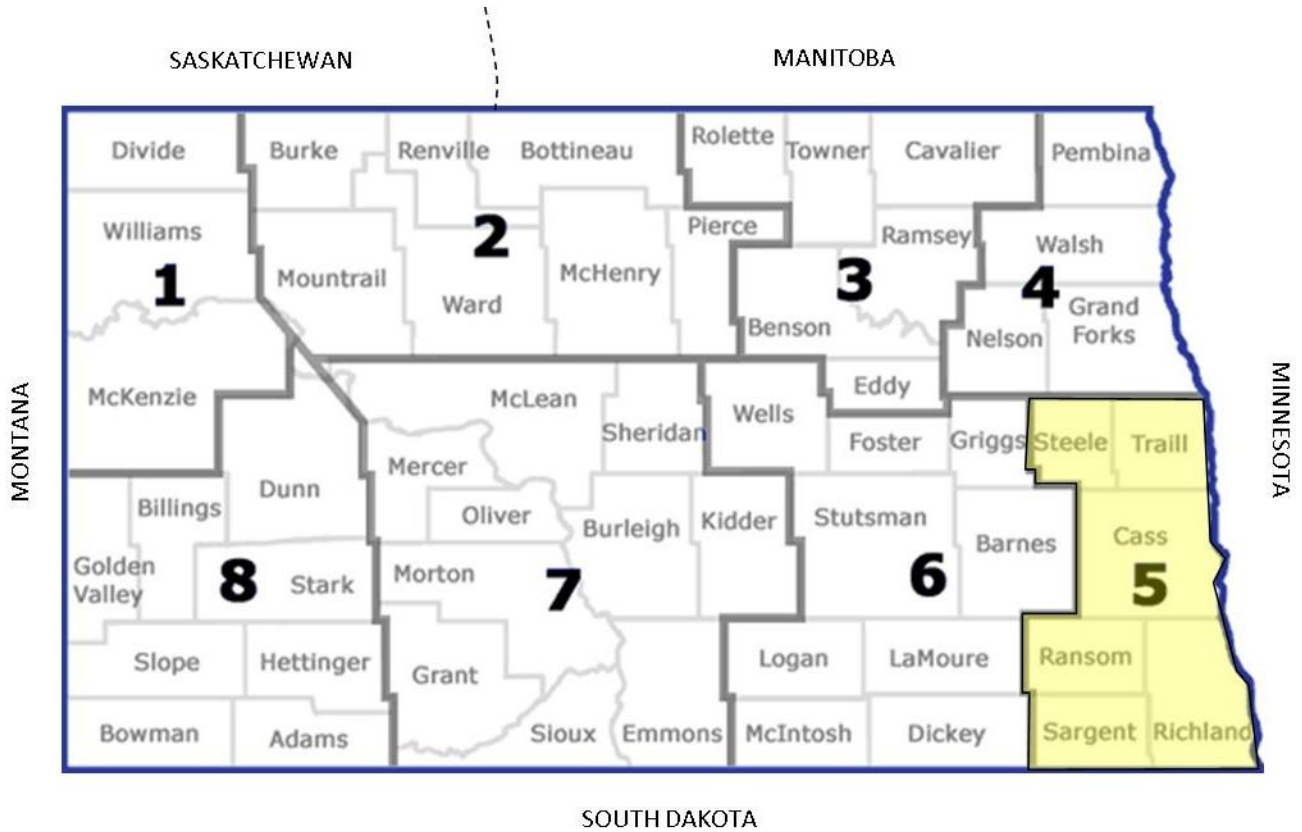 SASKATCHEWAN
MANITOBA
Divide
Burke
Renville
Bottineau
Rolette
Towner
Cavalier
Pembina
Williams
Pierce
Ramsey
Walsh
2
1
Mountrail
McHenry
3
4
Ward
Grand
Forks
Benson
Nelson
MONTANA
McKenzie
McLean
Eddy
MINNESOTA
Sheridan
Wells
Foster
Griggs
Steele
Traill
Mercer
Dunn
Billings
Oliver
Burleigh
Kidder
Stutsman
Barnes
Cass
Golden
Valley
8
Stark
Morton
7
6
5
Slope
Hettinger
Grant
Logan
LaMoure
Ransom
Bowman
Adams
Sioux
Emmons
McIntosh
Dickey
Sargent
Richland
SOUTH DAKOTA